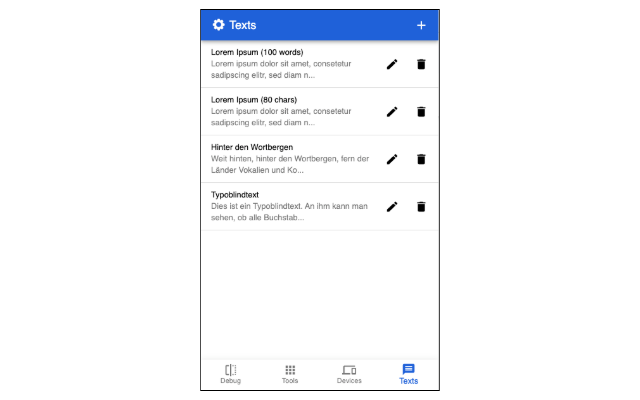 Texts
Lorem Ipsum (100 words)
Lorem ipsum dolor sit amet, consetetur
sadipscing elitr, sed diam n...
Lorem Ipsum (80 chars)
Lorem ipsum dolor sit amet, consetetur
sadipscing elitr, sed diam n...
Hinter den Wortbergen
Weit hinten, hinter den Wortbergen, fern der
Länder Vokalien und Ko...
Typoblindtext
Dies ist ein Typoblindtext. An ihm kann man
sehen, ob alle Buchstab...
Debug
Tools
Devices
Texts